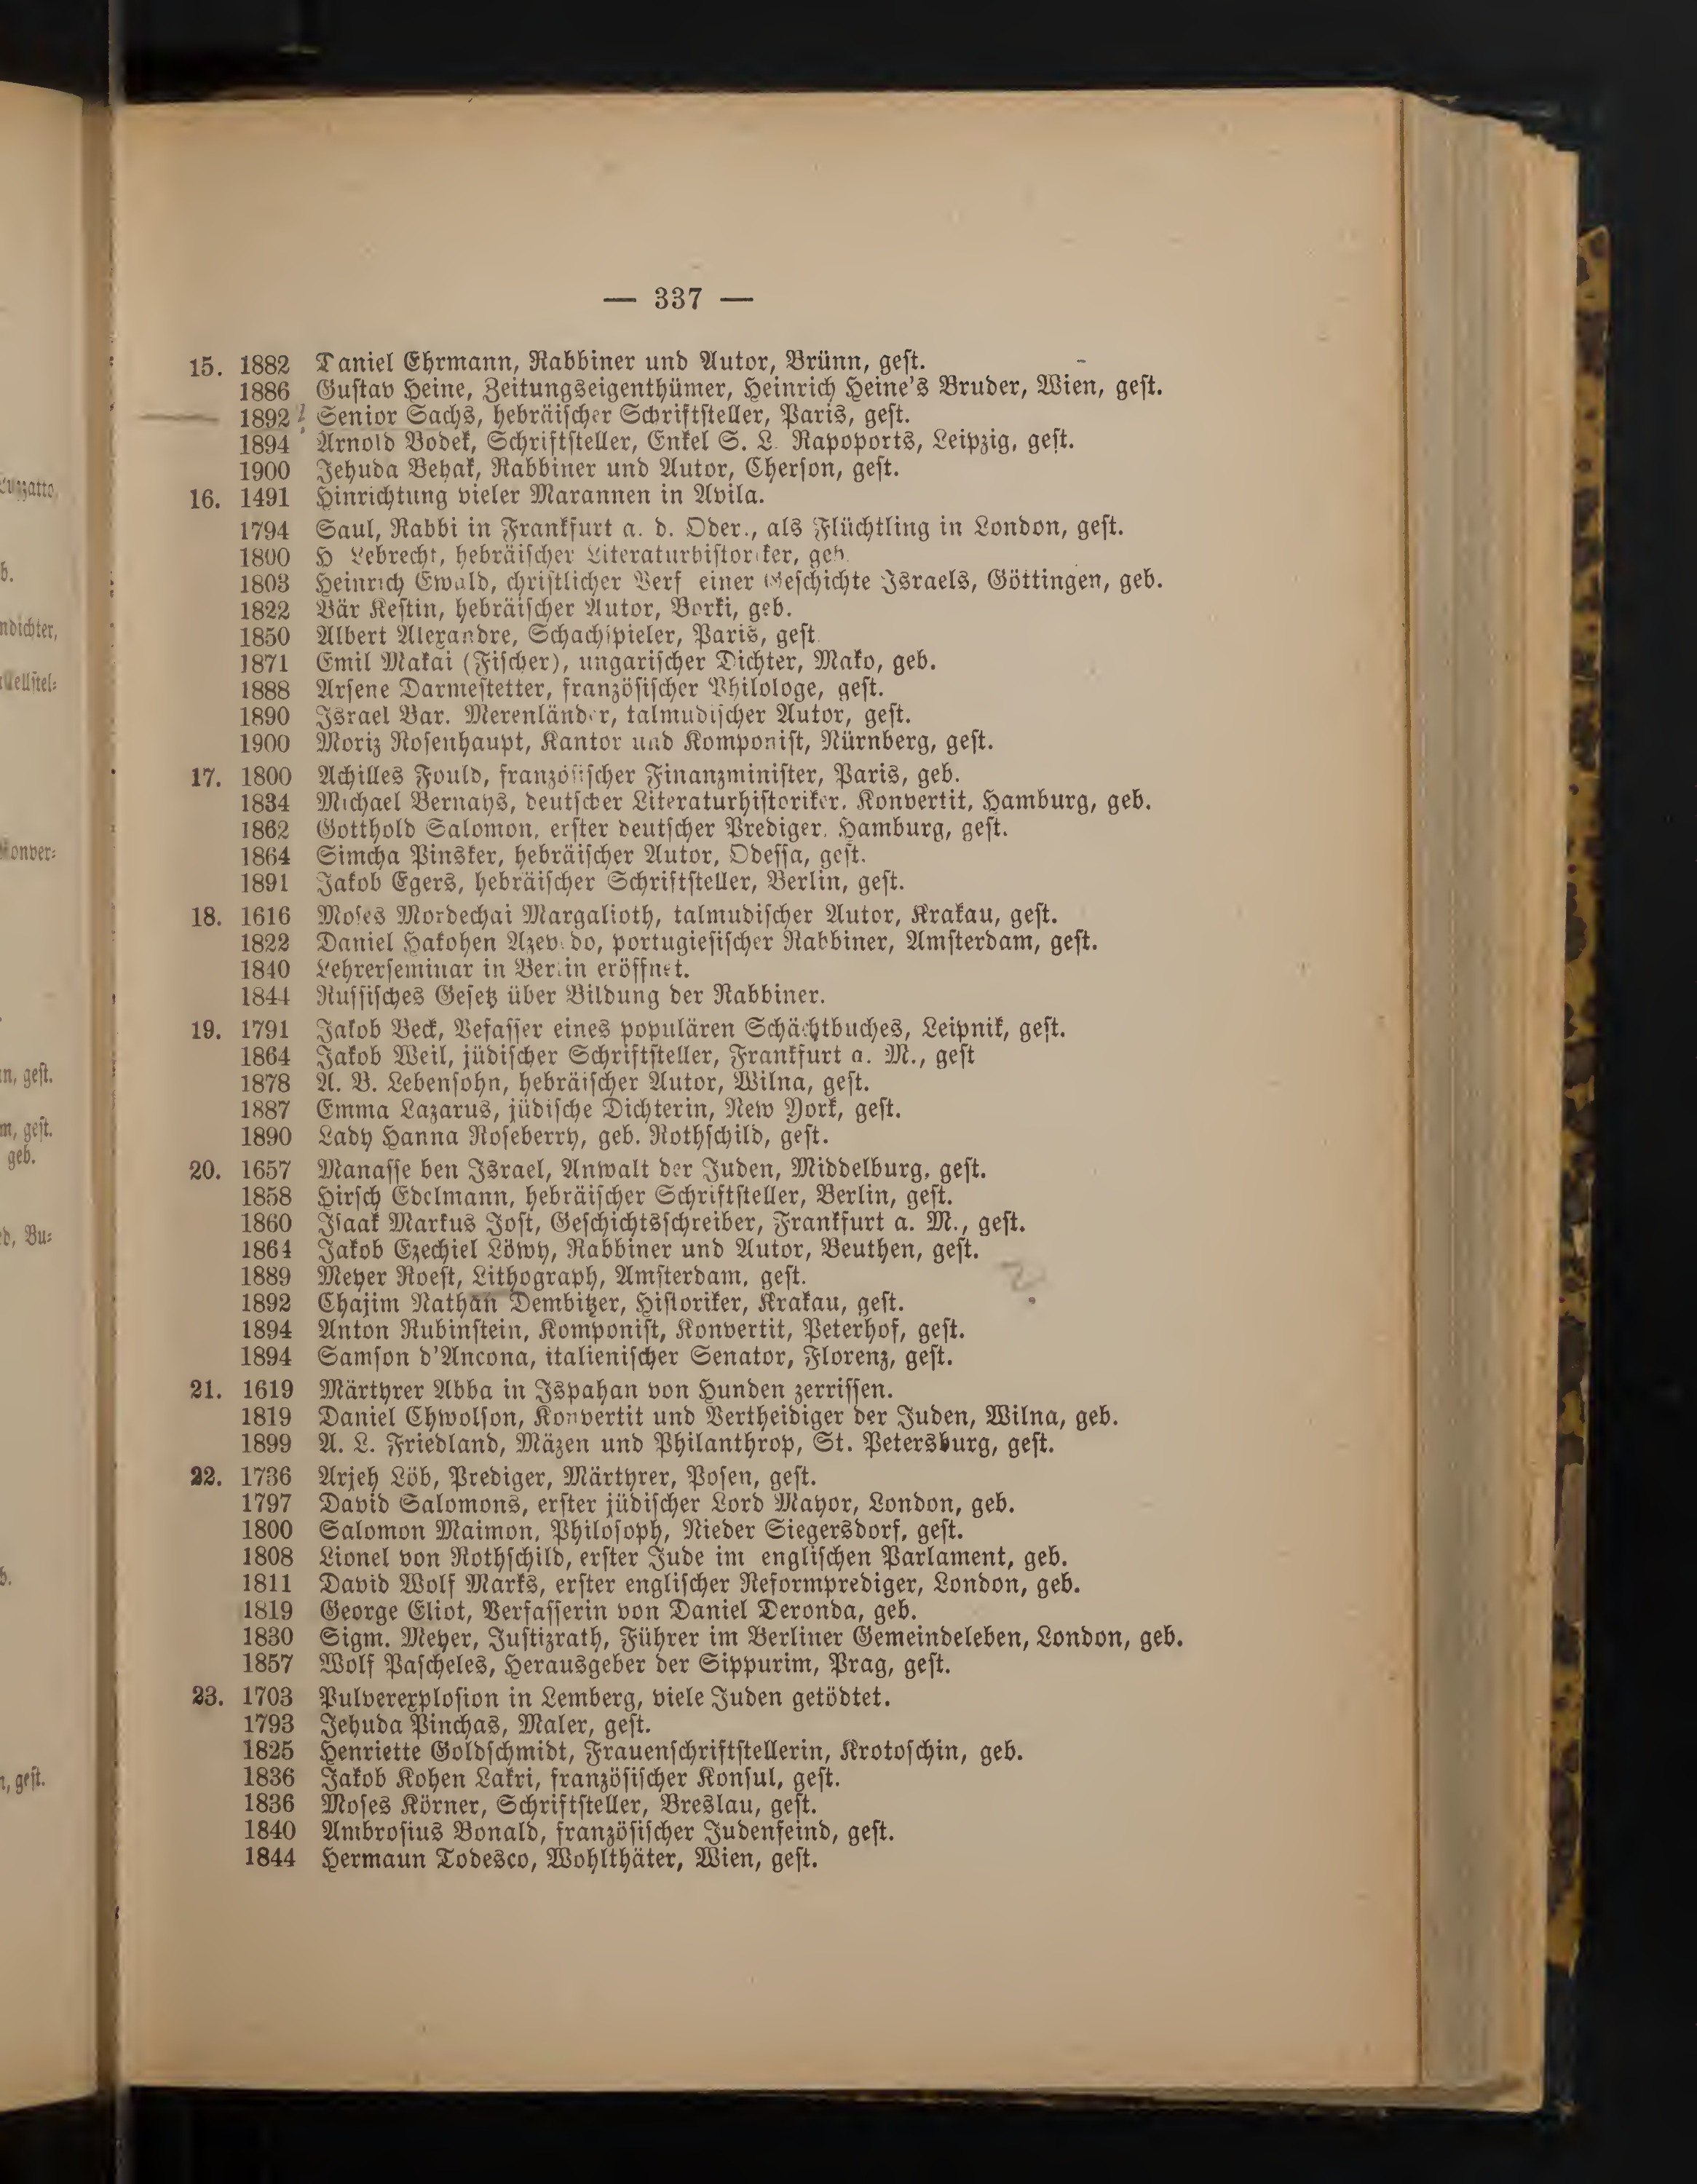 — 337 —
15. 1882 Daniel Ehrmann, Rabbiner und Autor, Brünn, gest.
1886 Gustav Heine, Zeitungseigenthümer, Heinrich Heine's Bruder, Wien, gest.
1892 Senior Sachs, hebräischer Schriftsteller, Paris, gest.
1894 Arnold Bodek, Schriftsteller, Enkel S. L. Rapoports, Leipzig, gest.
1900 Jehuda Behak, Rabbiner und Autor, Cherson, gest.
16. 1491 Hinrichtung vieler Marannen in Avila.
1794 Saul, Rabbi in Frankfurt a. d. Oder., als Flüchtling in London, gest.
1800 H Lebrecht, hebräischer Literaturhistoriker, geb
1803 Heinrich Ewald, christlicher Verf einer Geschichte Israels, Göttingen, geb.
1822 Bär Kestin, hebräischer Autor, Borki, geb.
1850 Albert Alexandre, Schachspieler, Paris, gest
1871 Emil Makai (Fischer), ungarischer Dichter, Mako, geb.
1888 Arsene Darmestetter, französischer Philologe, gest.
1890 Israel Bar. Merenländer, talmudischer Autor, gest.
1900 Moriz Rosenhaupt, Kantor und Komponist, Nürnberg, gest.
17. 1800 Achilles Fould, französischer Finanzminister, Paris, geb.
1834 Michael Bernays, deutscher Literaturhistoriker. Konvertit, Hamburg, geb.
1862 Gotthold Salomon, erster deutscher Prediger, Hamburg, gest.
1864 Simcha Pinsker, hebräischer Autor, Odessa, gest.
1891 Jakob Egers, hebräischer Schriftsteller, Berlin, gest.
18. 1616 Moses Mordechai Margalioth, talmudischer Autor, Krakau, gest.
1822 Daniel Hakohen Azevedo, portugiesischer Rabbiner, Amsterdam, gest.
1840 Lehrerseminar in Berlin eröffnet.
1844 Russisches Gesetz über Bildung der Rabbiner.
19. 1791 Jakob Beck, Befasser eines populären Schächtbuches, Leipnik, gest.
1864 Jakob Weil, jüdischer Schriftsteller, Frankfurt a. M., gest
1878 A. B. Lebensohn, hebräischer Autor, Wilna, gest.
1887 Emma Lazarus, jüdische Dichterin, New York, gest.
1890 Lady Hanna Roseberry, geb. Rothschild, gest.
20. 1657 Manasse ben Israel, Anwalt der Juden, Middelburg, gest.
1858 Hirsch Edelmann, hebräischer Schriftsteller, Berlin, gest.
1860 Isaak Markus Jost, Geschichtsschreiber, Frankfurt a. M., gest.
1864 Jakob Ezechiel Löwy, Rabbiner und Autor, Beuthen, gest.
1889 Meyer Roest, Lithograph, Amsterdam, gest. ?
1892 Chajim Nathan Dembitzer, Historiker, Krakau, gest.
1894 Anton Rubinstein, Komponist, Konvertit, Peterhof, gest.
1894 Samson d'Ancona, italienischer Senator, Florenz, gest.
21. 1619 Märtyrer Abba in Ispahan von Hunden zerrissen.
1819 Daniel Chwolson, Konvertit und Vertheidiger der Juden, Wilna, geb.
1899 A. L. Friedland, Mäzen und Philanthrop, St. Petersburg, gest.
22. 1736 Arjeh Löb, Prediger, Märtyrer, Posen, gest.
1797 David Salomons, erster jüdischer Lord Mayor, London, geb.
1800 Salomon Maimon, Philosoph, Nieder Siegersdorf, gest.
1808 Lionel von Rothschild, erster Jude im englischen Parlament, geb.
1811 David Wolf Marks, erster englischer Reformprediger, London, geb.
1819 George Eliot, Verfasserin von Daniel Deronda, geb.
1830 Sigm. Meyer, Justizrath, Führer im Berliner Gemeindeleben, London, geb.
1857 Wolf Pascheles, Herausgeber der Sippurim, Prag, gest.
23. 1703 Pulverexplosion in Lemberg, viele Juden getödtet.
1793 Jehuda Pinchas, Maler, gest.
1825 Henriette Goldschmidt, Frauenschriftstellerin, Krotoschin, geb.
1836 Jakob Kohen Lakri, französischer Konsul, gest.
1836 Moses Körner, Schriftsteller, Breslau, gest.
1840 Ambrosius Bonald, französischer Judenfeind, gest.
1844 Hermaun Todesco, Wohlthäter, Wien, gest.